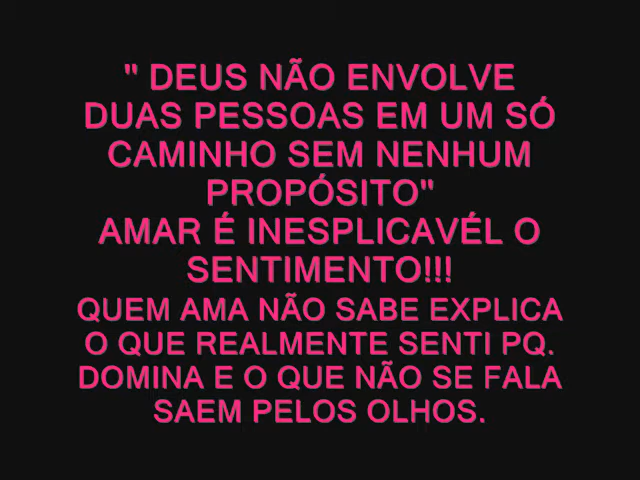 " DEUS NÃO ENVOLVE
DUAS PESSOAS EM UM SÓ
CAMINHO SEM NENHUM
PROPÓSITO"
AMAR É INESPLICAVÉL O
SENTIMENTO!!!
QUEM AMA NÃO SABE EXPLICA
O QUE REALMENTE SENTI PQ.
DOMINA E O QUE NÃO SE FALA
SAEM PELOS OLHOS.